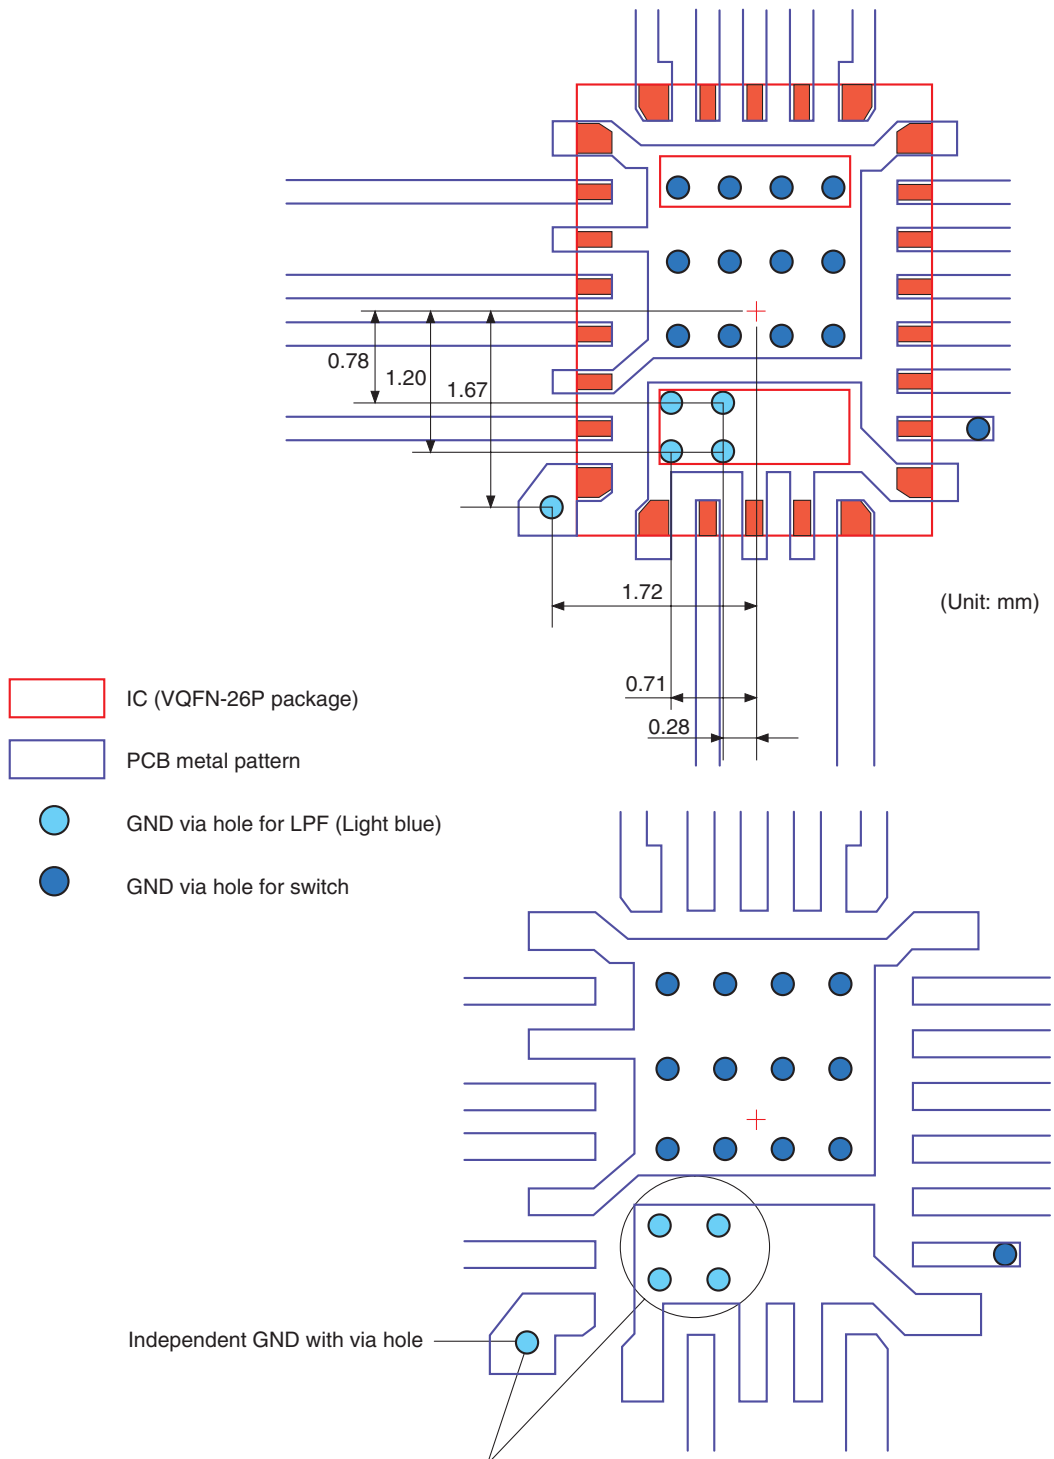 0.78
1.20
1.67
1.72
(Unit: mm)
0.71
0.28
IC (VQFN-26P package)
PCB metal pattern
GND via hole for LPF (Light blue)
GND via hole for switch
Independent GND with via hole